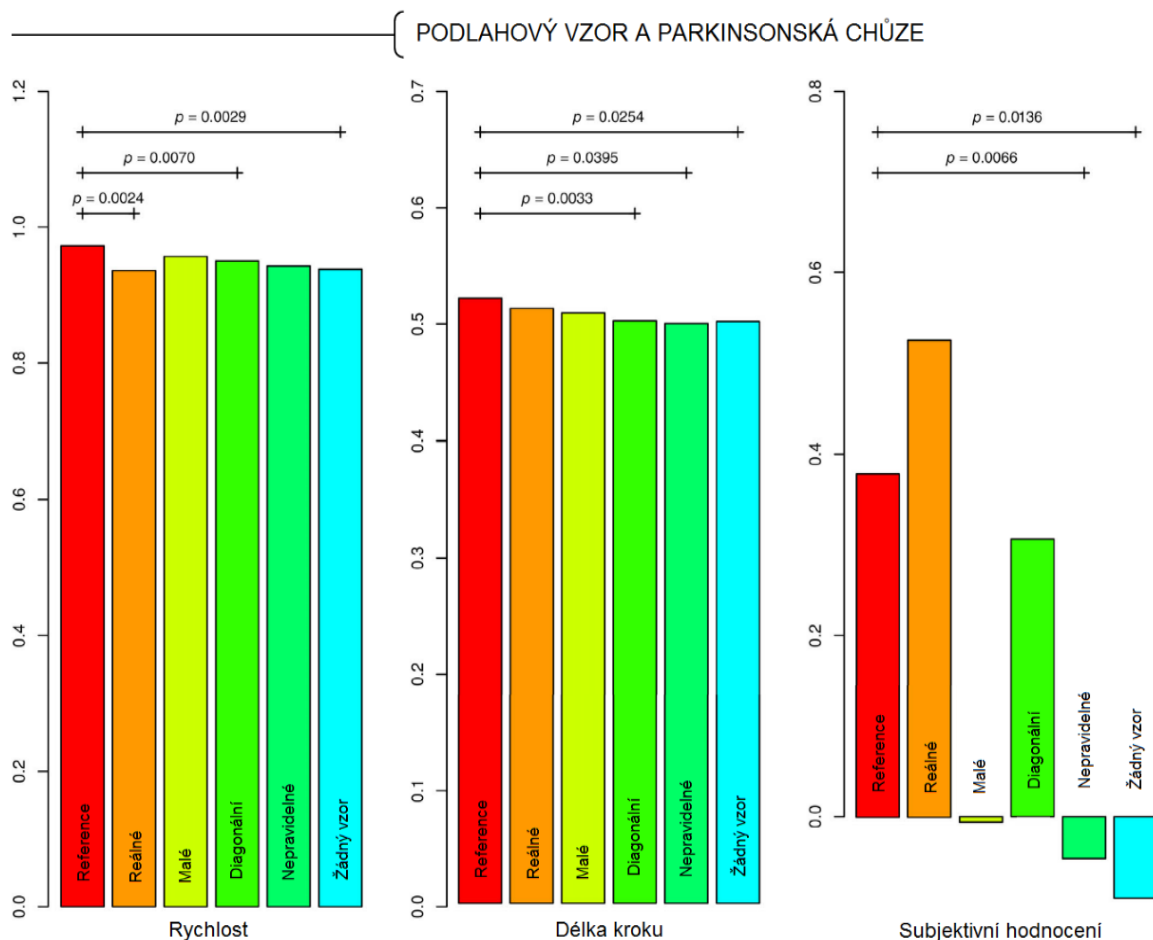 PODLAHOVÝ VZOR A PARKINSONSKÁ CHŮZE
1.2
1.0
0.8
0.6
0.4
0.2
0.0
p = 0.0029
p = 0.0070
p = 0.0024
Reference
Reálné
Malé
Diagonální
Nepravidelné
Žádný vzor
Rychlost
0.7
0.6
0.5
0.4
0.3
0.2
0.1
0.0
p = 0.0254
p = 0.0395
p = 0.0033
Reference
Reálné
Malé
Diagonální
Nepravidelné
Žádný vzor
Délka kroku
0.8
0.6
0.4
0.2
0.0
p = 0.0136
p = 0.0066
Reference
Reálné
Malé
Diagonální
Nepravidelné
Žádný vzor
Subjektivní hodnocení